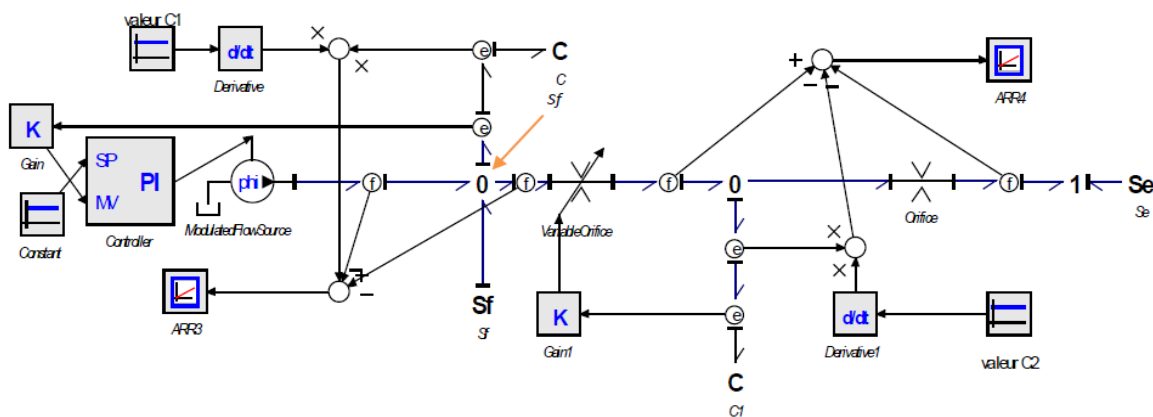 valeur C1
×
×
d/dt
Derivative
e
C
C
Sf
+
−
−
ARR4
K
Gain
e
SP
PI
MV
Controller
Constant
phi
ModulatedFlowSource
f
0
f
VariableOrifice
f
0
Orifice
f
1
Se
Se
e
×
×
+
−
ARR3
Sf
Sf
K
Gain1
e
d/dt
Derivative1
valeur C2
C
C1